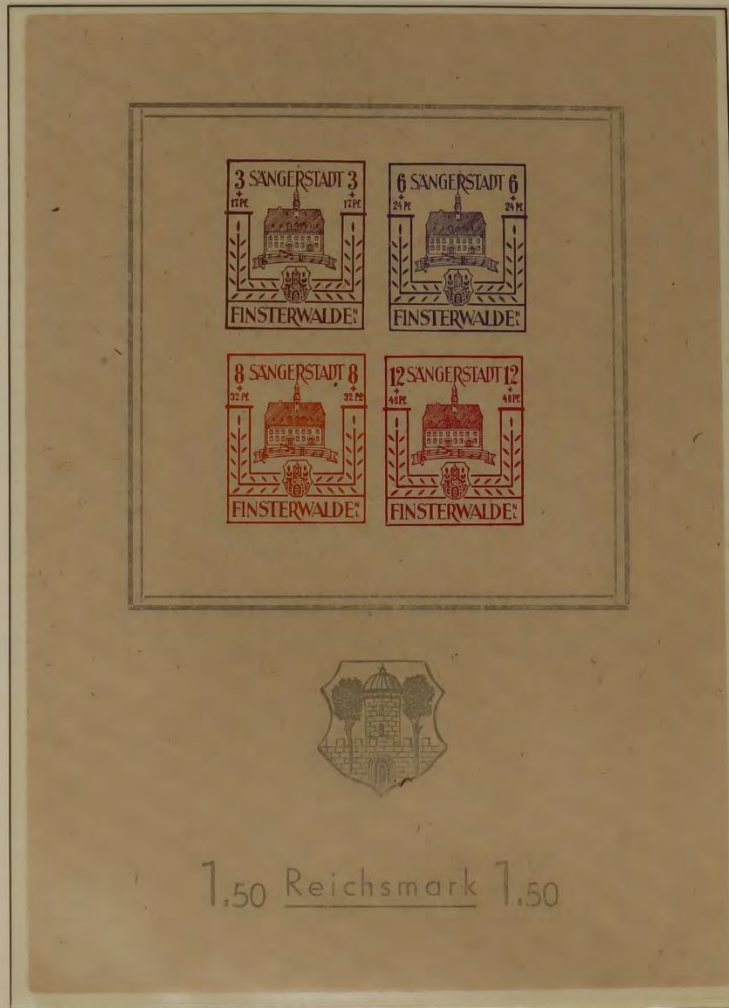 3 SÄNGERSTADT 3
+ +
17 PF. 17 PF.
FINSTERWALDE N/L
6 SÄNGERSTADT 6
+ +
24 PF. 24 PF.
FINSTERWALDE N/L
8 SÄNGERSTADT 8
+ +
32 PF. 32 PF.
FINSTERWALDE N/L
12 SÄNGERSTADT 12
+ +
48 PF. 48 PF.
FINSTERWALDE N/L
1.50 Reichsmark 1.50